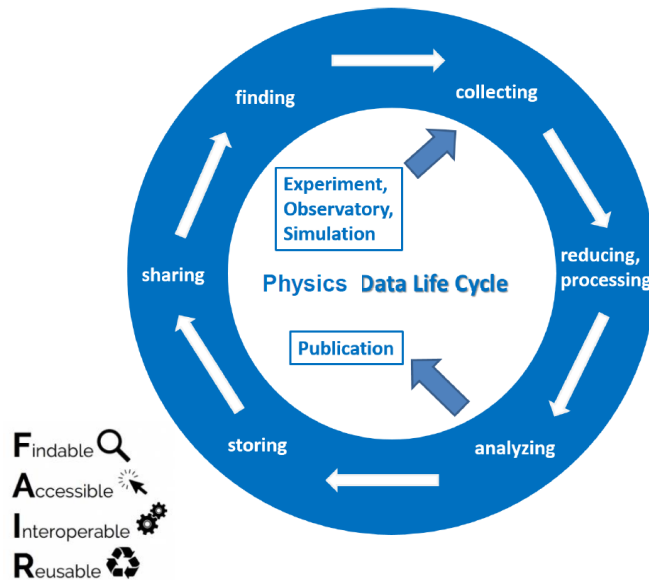 finding
collecting
Experiment,
Observatory,
Simulation
reducing,
processing
sharing
Physics Data Life Cycle
Publication
storing
analyzing
Findable
Accessible
Interoperable
Reusable